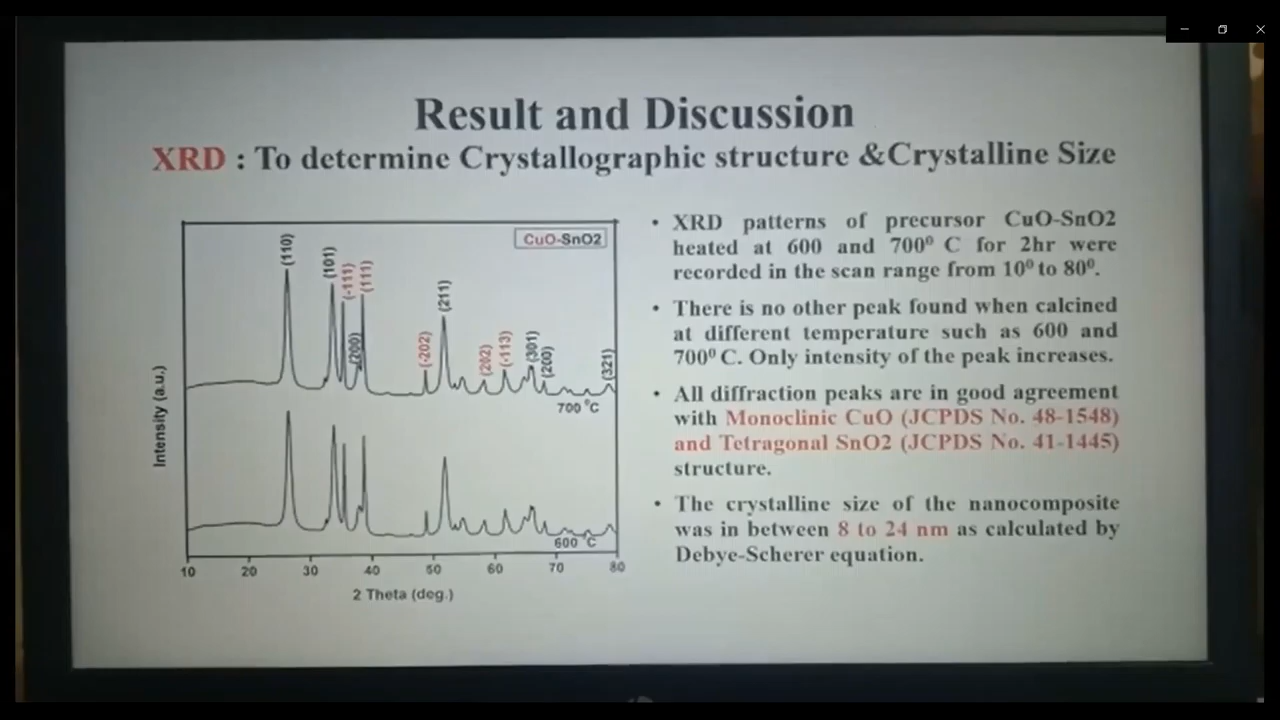 Result and Discussion
XRD : To determine Crystallographic structure &Crystalline Size
CuO-SnO2
(110)
(101)
(-111)
(200)
(111)
(-202)
(211)
(202)
(-113)
(301)
(200)
(321)
700 °C
600 °C
Intensity (a.u.)
10 20 30 40 50 60 70 80
2 Theta (deg.)
• XRD patterns of precursor CuO-SnO2
heated at 600 and 700⁰ C for 2hr were
recorded in the scan range from 10⁰ to 80⁰.
• There is no other peak found when calcined
at different temperature such as 600 and
700⁰ C. Only intensity of the peak increases.
• All diffraction peaks are in good agreement
with Monoclinic CuO (JCPDS No. 48-1548)
and Tetragonal SnO2 (JCPDS No. 41-1445)
structure.
• The crystalline size of the nanocomposite
was in between 8 to 24 nm as calculated by
Debye-Scherer equation.